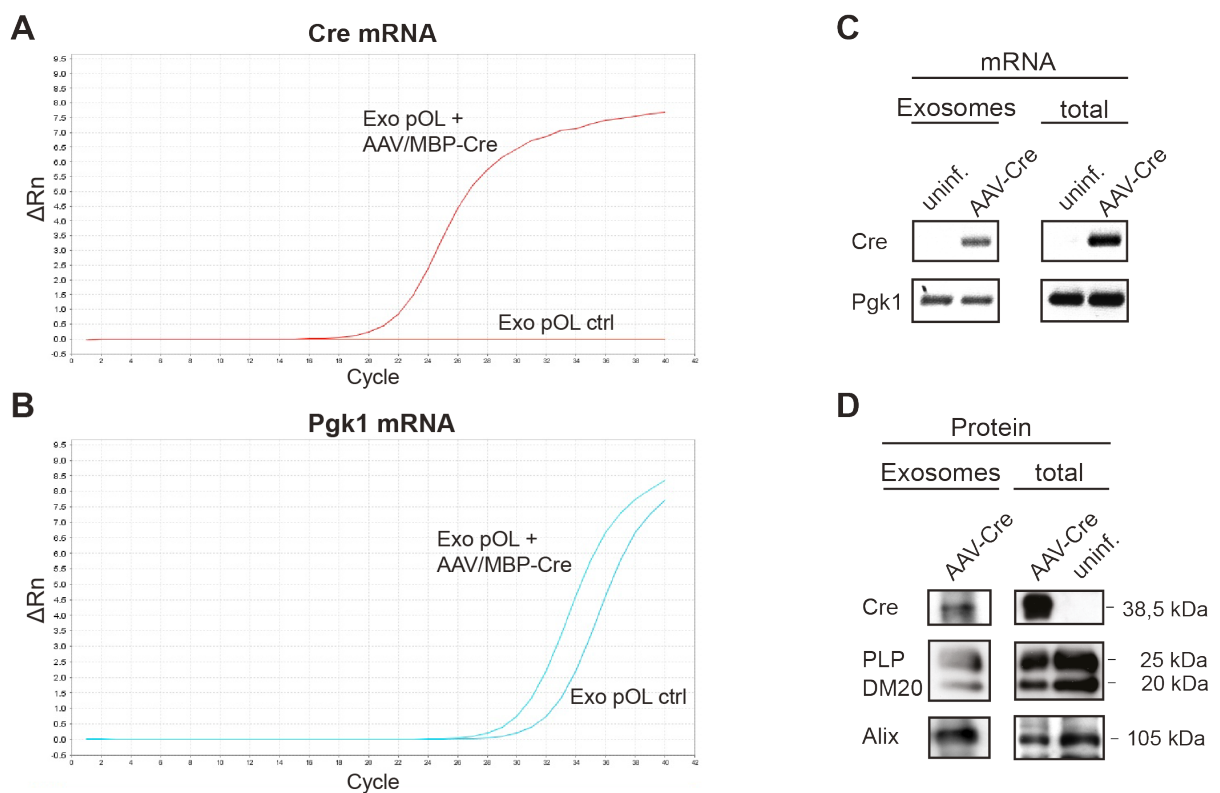 A
Cre mRNA
9.5
9.0
8.5
8.0
7.5
7.0
6.5
6.0
5.5
5.0
4.5
4.0
3.5
3.0
2.5
2.0
1.5
1.0
0.5
0.0
-0.5
ΔRn
Exo pOL +
AAV/MBP-Cre
Exo pOL ctrl
0 2 4 6 8 10 12 14 16 18 20 22 24 26 28 30 32 34 36 38 40 42
Cycle
B
Pgk1 mRNA
9.5
9.0
8.5
8.0
7.5
7.0
6.5
6.0
5.5
5.0
4.5
4.0
3.5
3.0
2.5
2.0
1.5
1.0
0.5
0.0
-0.5
ΔRn
Exo pOL +
AAV/MBP-Cre
Exo pOL ctrl
0 2 4 6 8 10 12 14 16 18 20 22 24 26 28 30 32 34 36 38 40 42
Cycle
C
mRNA
Exosomes total
uninf. AAV-Cre uninf. AAV-Cre
Cre
Pgk1
D
Protein
Exosomes total
AAV-Cre AAV-Cre uninf.
Cre 38,5 kDa
PLP 25 kDa
DM20 20 kDa
Alix 105 kDa